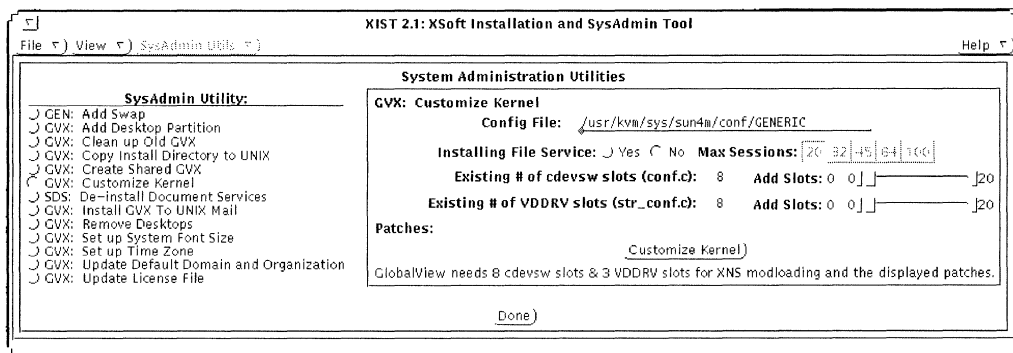 XIST 2.1: XSoft Installation and SysAdmin Tool
File View SysAdmin Utils Help
System Administration Utilities
SysAdmin Utility:
GEN: Add Swap
GVX: Add Desktop Partition
GVX: Clean up Old GVX
GVX: Copy Install Directory to UNIX
GVX: Create Shared GVX
GVX: Customize Kernel
SDS: De-install Document Services
GVX: Install GVX To UNIX Mail
GVX: Remove Desktops
GVX: Set up System Font Size
GVX: Set up Time Zone
GVX: Update Default Domain and Organization
GVX: Update License File
GVX: Customize Kernel
Config File: /usr/kvm/sys/sun4m/conf/GENERIC
Installing File Service: Yes No Max Sessions: 20 32 45 64 100
Existing # of cdevsw slots (conf.c): 8 Add Slots: 0 0 20
Existing # of VDDRV slots (str_conf.c): 8 Add Slots: 0 0 20
Patches:
Customize Kernel
GlobalView needs 8 cdevsw slots & 3 VDDRV slots for XNS modloading and the displayed patches.
Done